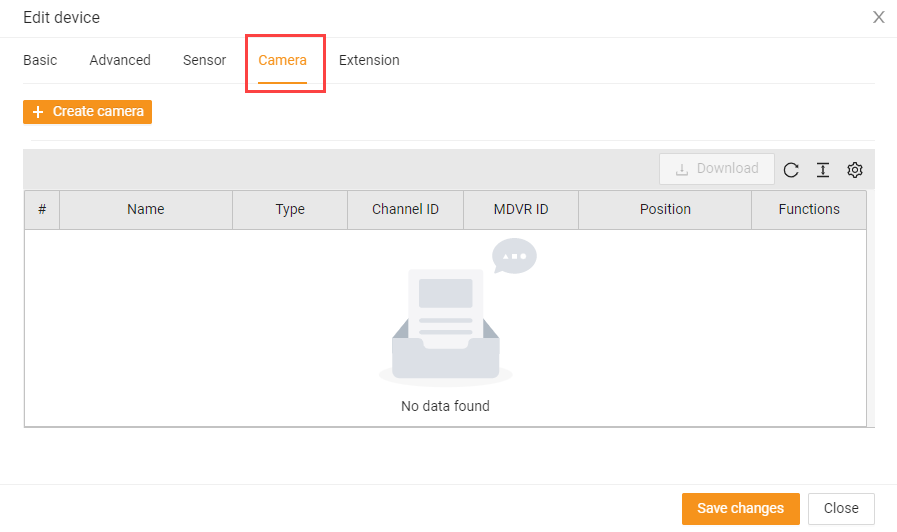 Edit device
Basic Advanced Sensor Camera Extension
+ Create camera
Download
# Name Type Channel ID MDVR ID Position Functions
No data found
Save changes Close